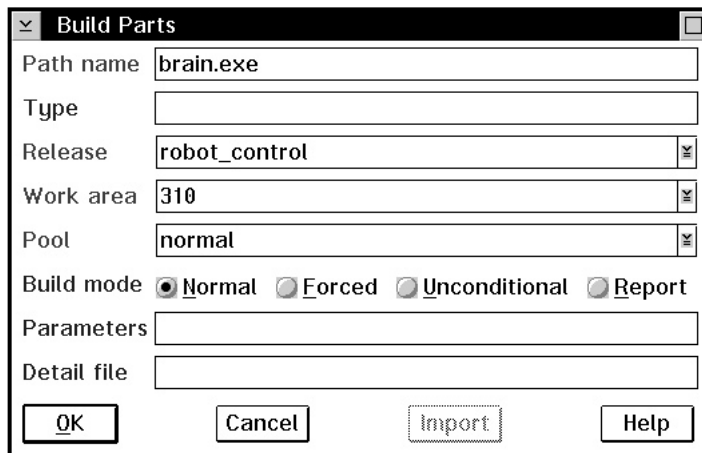 Build Parts
Path name brain.exe
Type
Release robot_control
Work area 310
Pool normal
Build mode Normal Forced Unconditional Report
Parameters
Detail file
OK Cancel Import Help